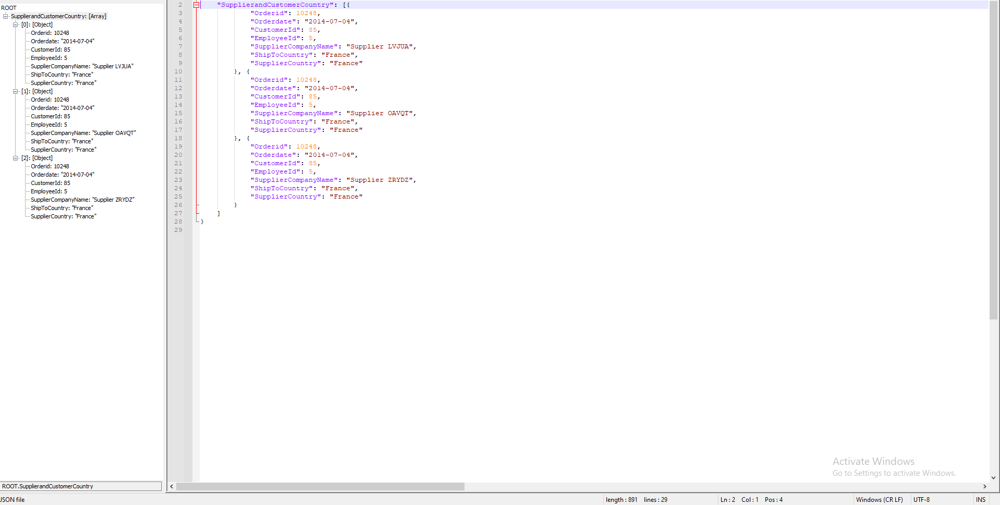 ROOT
SupplierandCustomerCountry: [Array]
[0]: [Object]
Orderid: 10248
Orderdate: "2014-07-04"
CustomerId: 85
EmployeeId: 5
SupplierCompanyName: "Supplier LVJUA"
ShipToCountry: "France"
SupplierCountry: "France"
[1]: [Object]
Orderid: 10248
Orderdate: "2014-07-04"
CustomerId: 85
EmployeeId: 5
SupplierCompanyName: "Supplier OAVQT"
ShipToCountry: "France"
SupplierCountry: "France"
[2]: [Object]
Orderid: 10248
Orderdate: "2014-07-04"
CustomerId: 85
EmployeeId: 5
SupplierCompanyName: "Supplier ZRYDZ"
ShipToCountry: "France"
SupplierCountry: "France"
ROOT.SupplierandCustomerCountry
2 "SupplierandCustomerCountry": [{
3 "Orderid": 10248,
4 "Orderdate": "2014-07-04",
5 "CustomerId": 85,
6 "EmployeeId": 5,
7 "SupplierCompanyName": "Supplier LVJUA",
8 "ShipToCountry": "France",
9 "SupplierCountry": "France"
10 }, {
11 "Orderid": 10248,
12 "Orderdate": "2014-07-04",
13 "CustomerId": 85,
14 "EmployeeId": 5,
15 "SupplierCompanyName": "Supplier OAVQT",
16 "ShipToCountry": "France",
17 "SupplierCountry": "France"
18 }, {
19 "Orderid": 10248,
20 "Orderdate": "2014-07-04",
21 "CustomerId": 85,
22 "EmployeeId": 5,
23 "SupplierCompanyName": "Supplier ZRYDZ",
24 "ShipToCountry": "France",
25 "SupplierCountry": "France"
26 }
27 ]
28 }
29
Activate Windows
Go to Settings to activate Windows.
JSON file length : 891 lines : 29 Ln : 2 Col : 1 Pos : 4 Windows (CR LF) UTF-8 INS